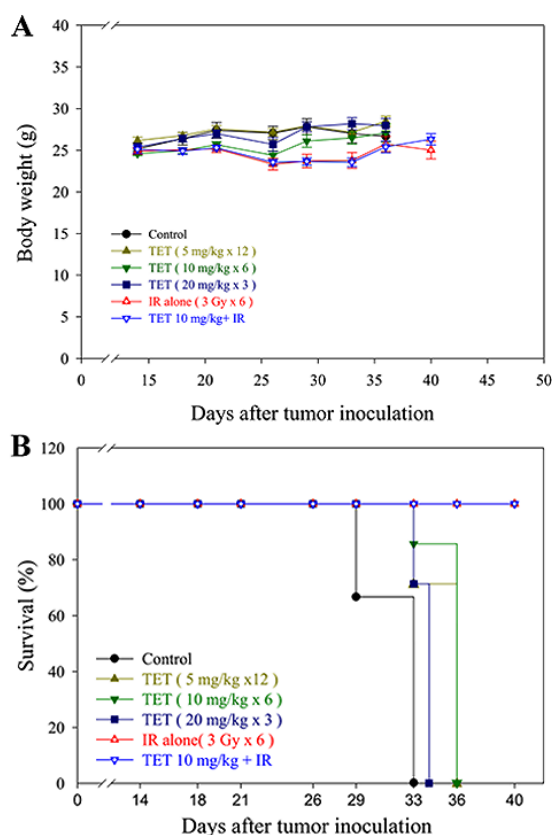 A
40
35
30
25
20
15
10
5
0
Body weight (g)
Control
TET ( 5 mg/kg x 12 )
TET ( 10 mg/kg x 6 )
TET ( 20 mg/kg x 3 )
IR alone ( 3 Gy x 6 )
TET 10 mg/kg+ IR
0 15 20 25 30 35 40 45 50
Days after tumor inoculation
B
120
100
80
60
40
20
0
Survival (%)
Control
TET ( 5 mg/kg x12 )
TET ( 10 mg/kg x 6 )
TET ( 20 mg/kg x 3 )
IR alone( 3 Gy x 6 )
TET 10 mg/kg + IR
0 14 18 21 26 29 33 36 40
Days after tumor inoculation